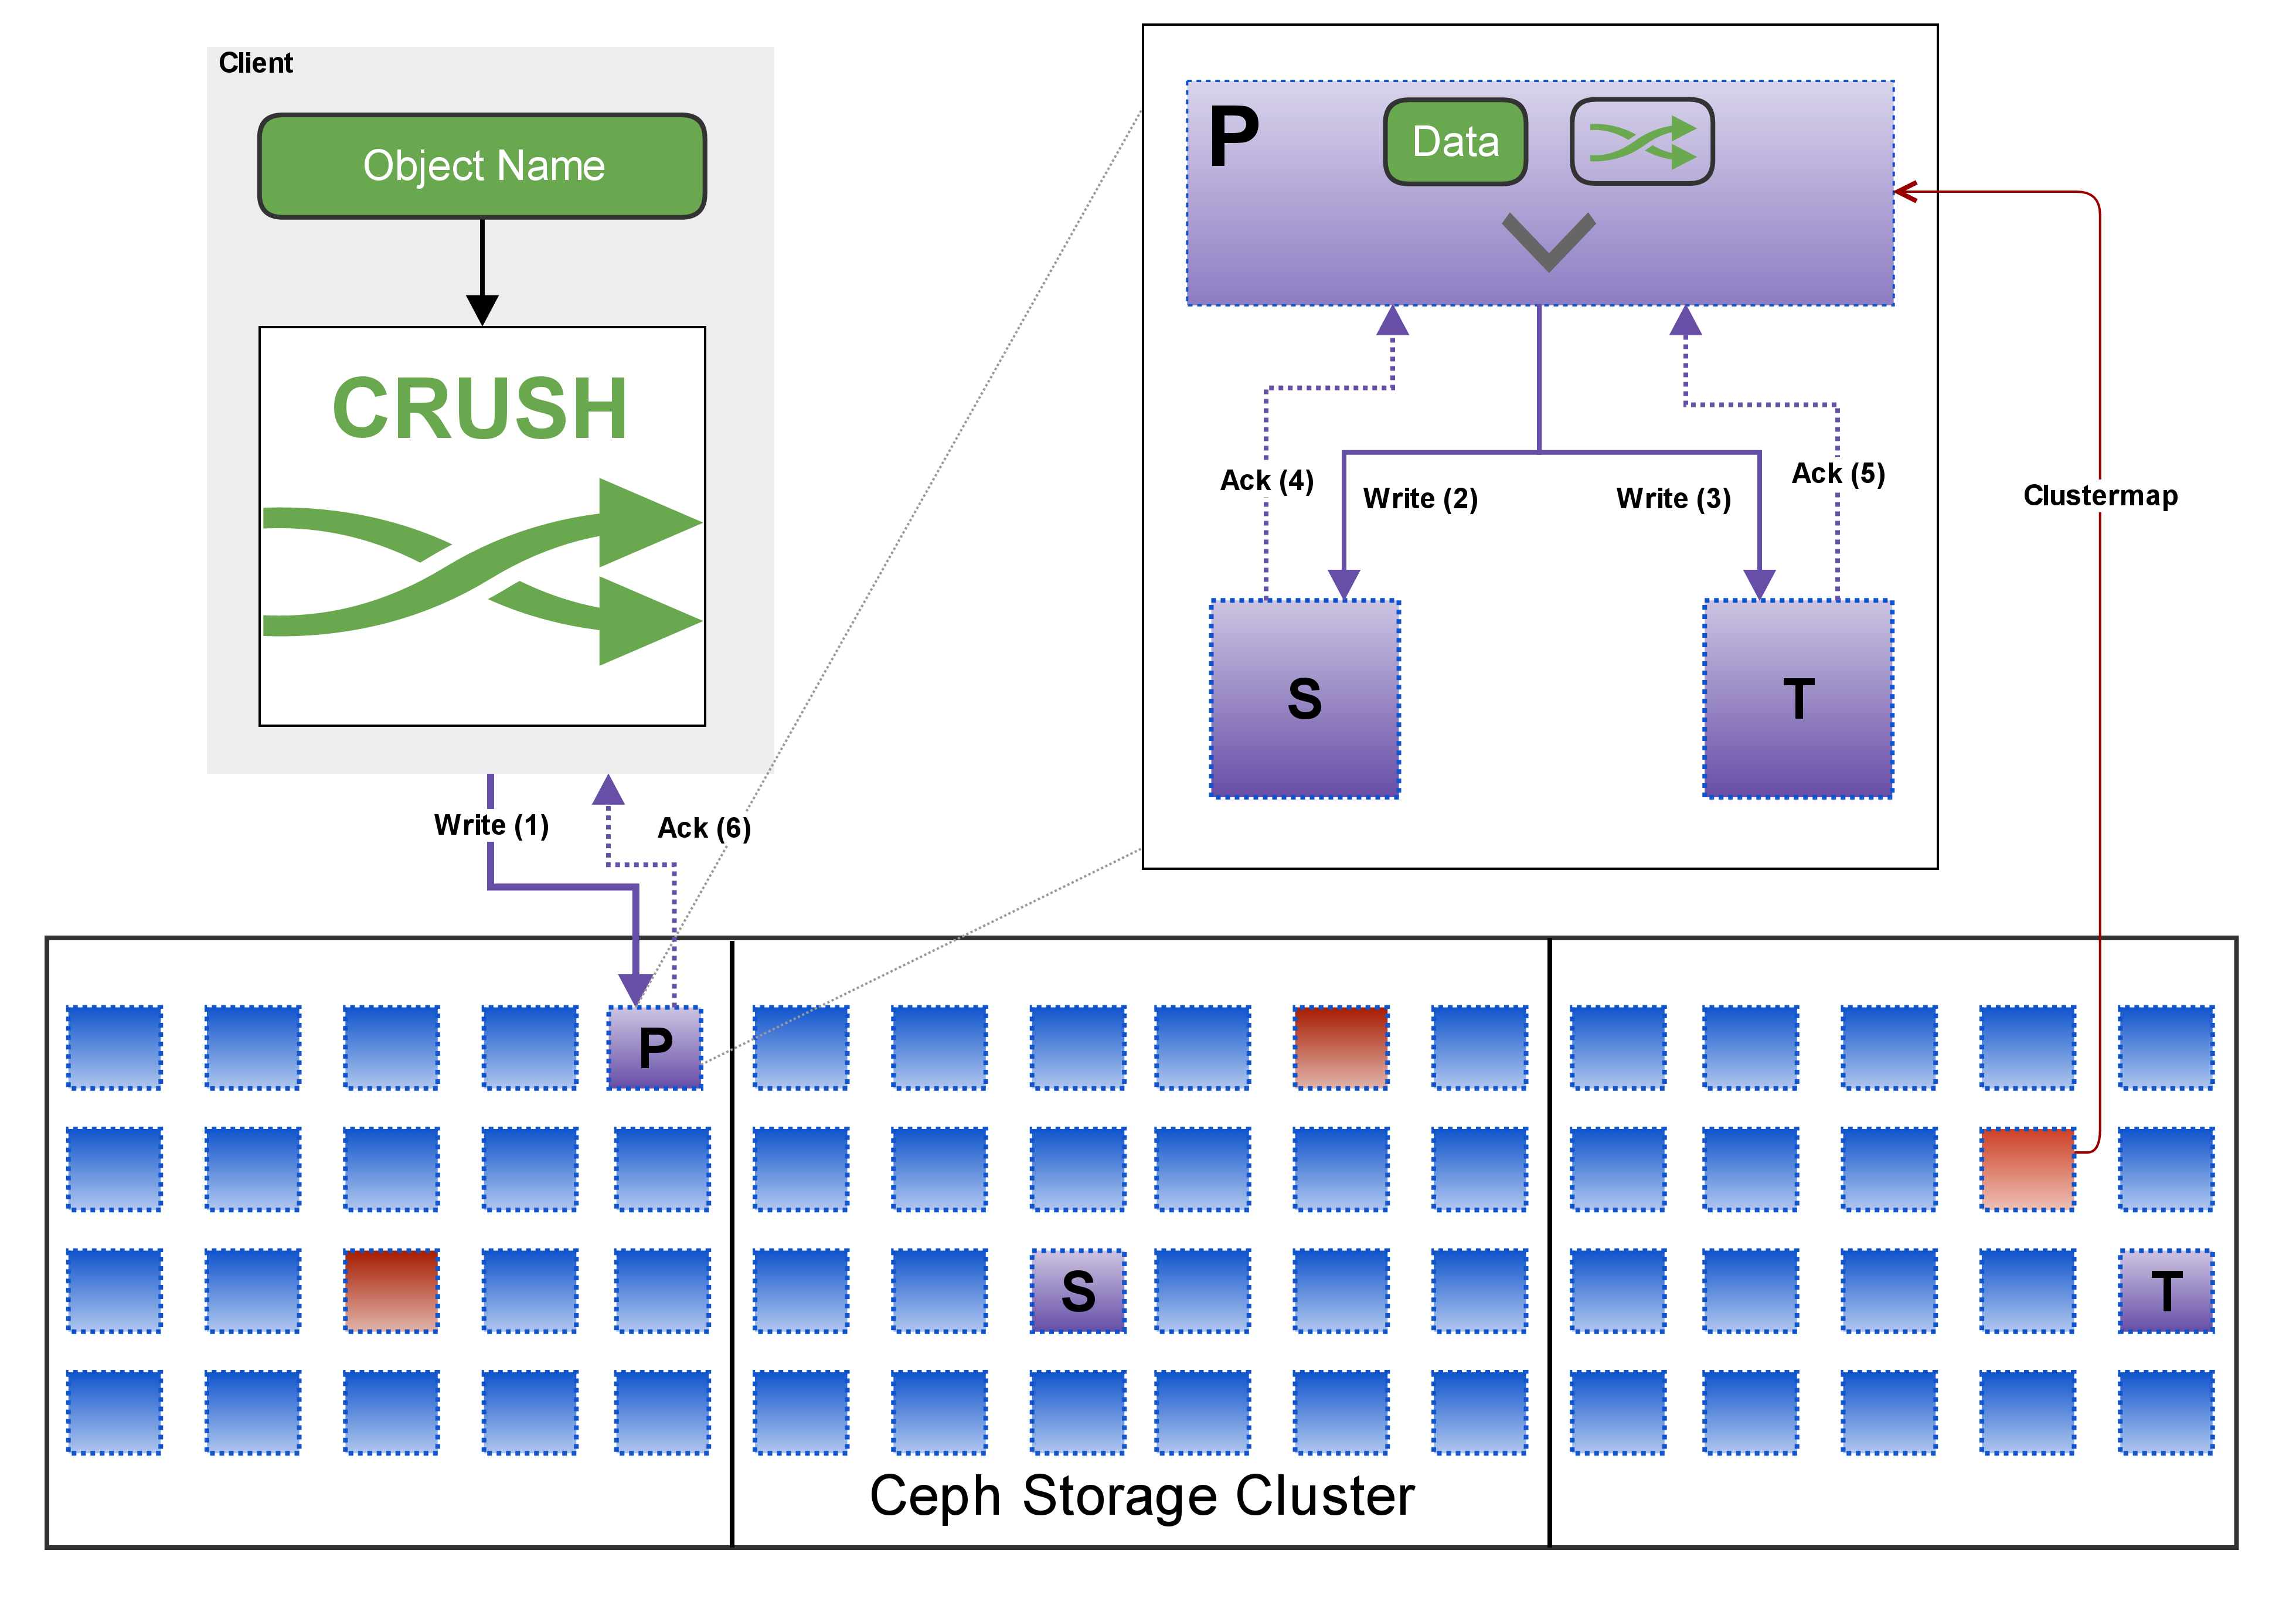 Client
Object Name
CRUSH
Write (1)
Ack (6)
P
Data
Ack (4)
Write (2)
Write (3)
Ack (5)
S
T
Clustermap
P
S
T
Ceph Storage Cluster